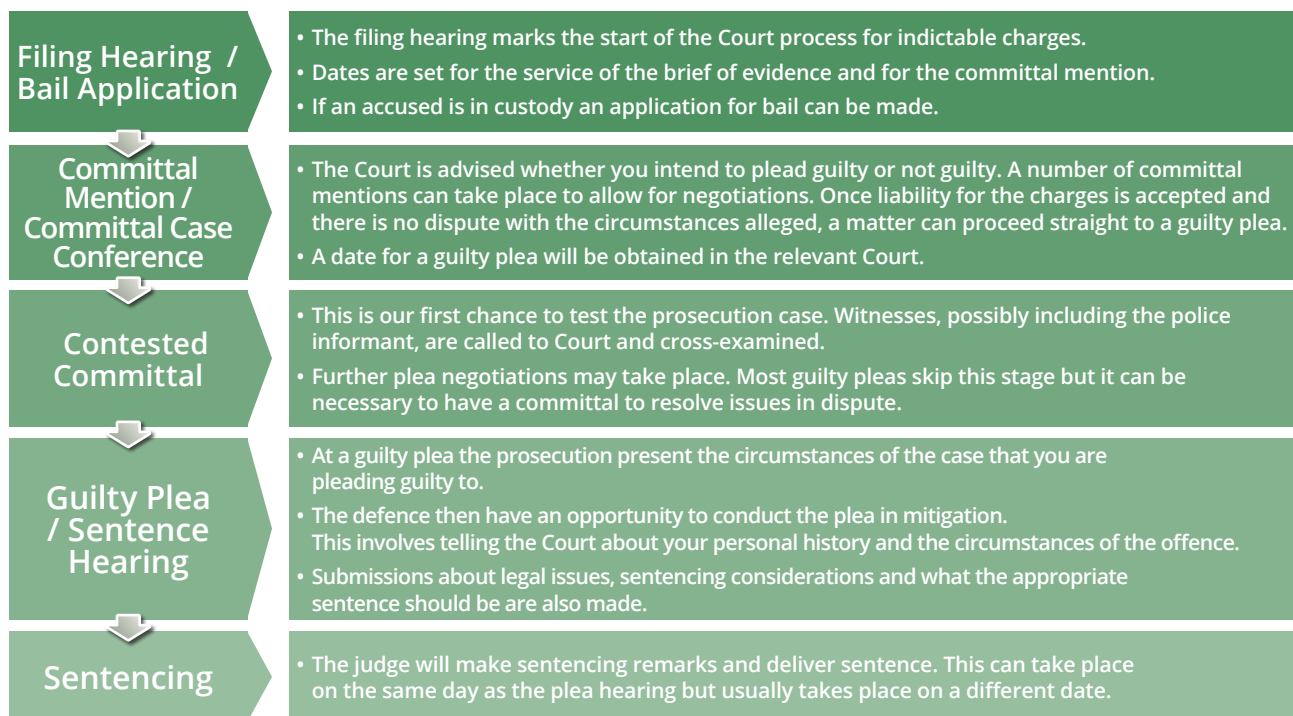 Filing Hearing /
Bail Application
• The filing hearing marks the start of the Court process for indictable charges.
• Dates are set for the service of the brief of evidence and for the committal mention.
• If an accused is in custody an application for bail can be made.
Committal
Mention /
Committal Case
Conference
• The Court is advised whether you intend to plead guilty or not guilty. A number of committal
mentions can take place to allow for negotiations. Once liability for the charges is accepted and
there is no dispute with the circumstances alleged, a matter can proceed straight to a guilty plea.
• A date for a guilty plea will be obtained in the relevant Court.
Contested
Committal
• This is our first chance to test the prosecution case. Witnesses, possibly including the police
informant, are called to Court and cross-examined.
• Further plea negotiations may take place. Most guilty pleas skip this stage but it can be
necessary to have a committal to resolve issues in dispute.
Guilty Plea
/ Sentence
Hearing
• At a guilty plea the prosecution present the circumstances of the case that you are
pleading guilty to.
• The defence then have an opportunity to conduct the plea in mitigation.
This involves telling the Court about your personal history and the circumstances of the offence.
• Submissions about legal issues, sentencing considerations and what the appropriate
sentence should be are also made.
Sentencing
• The judge will make sentencing remarks and deliver sentence. This can take place
on the same day as the plea hearing but usually takes place on a different date.